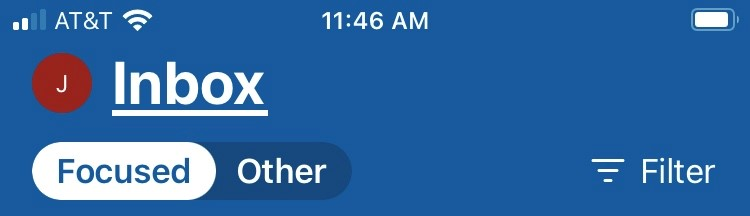 AT&T 11:46 AM
J Inbox
Focused Other Filter